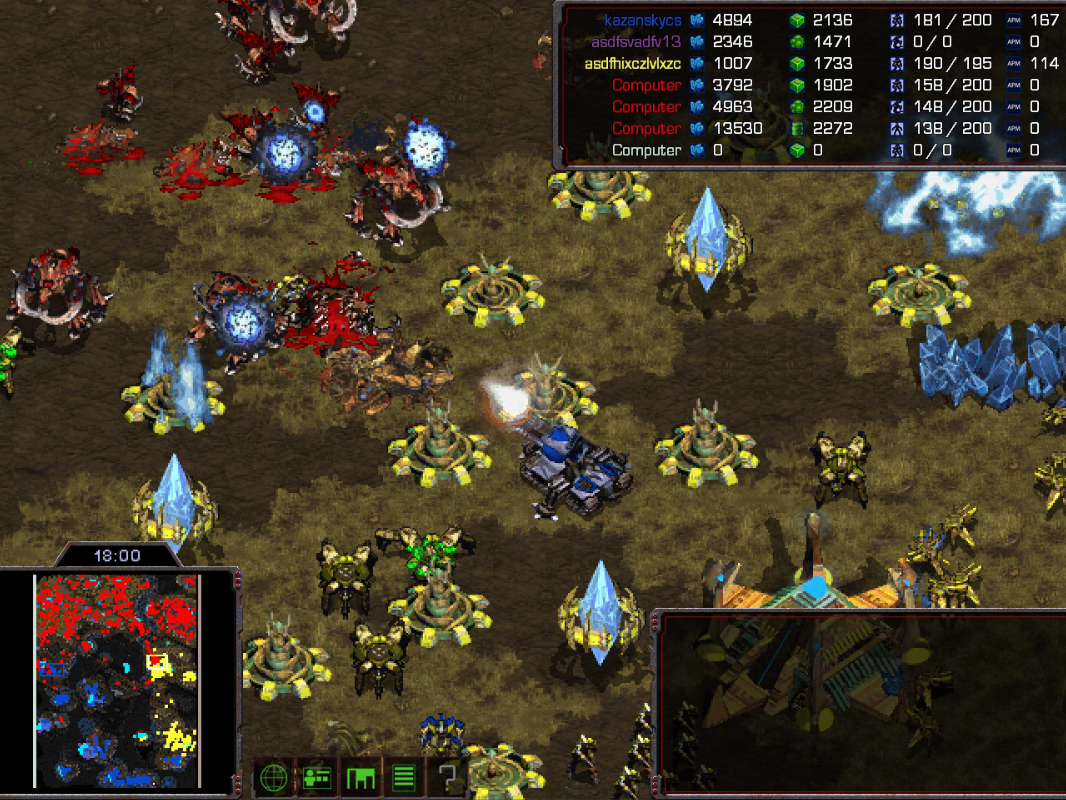 kazanskycs 4894 2136 181 / 200 APM 167
asdfsvadfv13 2346 1471 0 / 0 APM 0
asdfhixczlvlxzc 1007 1733 190 / 195 APM 114
Computer 3792 1902 158 / 200 APM 0
Computer 4963 2209 148 / 200 APM 0
Computer 13530 2272 138 / 200 APM 0
Computer 0 0 0 / 0 APM 0
18:00
?